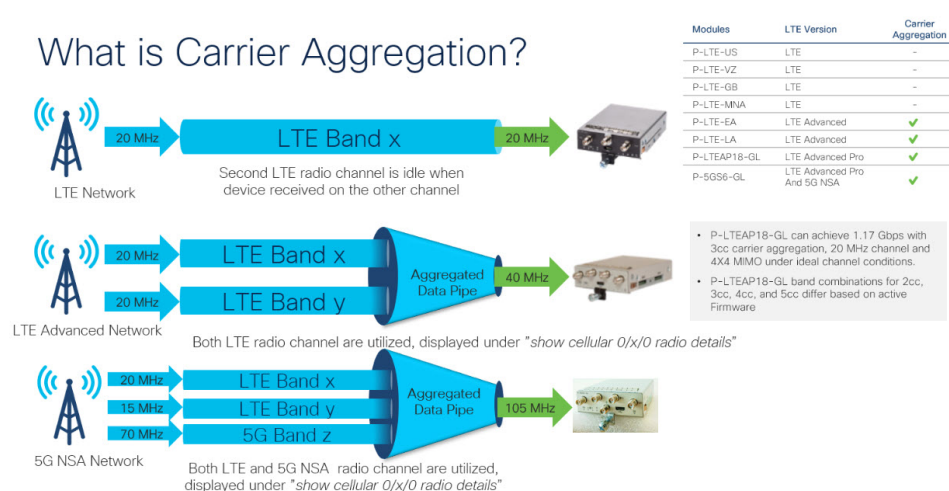 What is Carrier Aggregation?
20 MHz
LTE Band x
20 MHz
Second LTE radio channel is idle when
device received on the other channel
LTE Network
20 MHz
LTE Band x
20 MHz
LTE Band y
Aggregated
Data Pipe
40 MHz
LTE Advanced Network
Both LTE radio channel are utilized, displayed under "show cellular 0/x/0 radio details"
20 MHz
LTE Band x
15 MHz
LTE Band y
70 MHz
5G Band z
Aggregated
Data Pipe
105 MHz
5G NSA Network
Both LTE and 5G NSA radio channel are utilized,
displayed under "show cellular 0/x/0 radio details"
Modules LTE Version Carrier
Aggregation
P-LTE-US LTE -
P-LTE-VZ LTE -
P-LTE-GB LTE -
P-LTE-MNA LTE -
P-LTE-EA LTE Advanced ✔
P-LTE-LA LTE Advanced ✔
P-LTEAP18-GL LTE Advanced Pro ✔
P-5GS6-GL LTE Advanced Pro
And 5G NSA ✔
• P-LTEAP18-GL can achieve 1.17 Gbps with
3cc carrier aggregation, 20 MHz channel and
4X4 MIMO under ideal channel conditions.
• P-LTEAP18-GL band combinations for 2cc,
3cc, 4cc, and 5cc differ based on active
Firmware